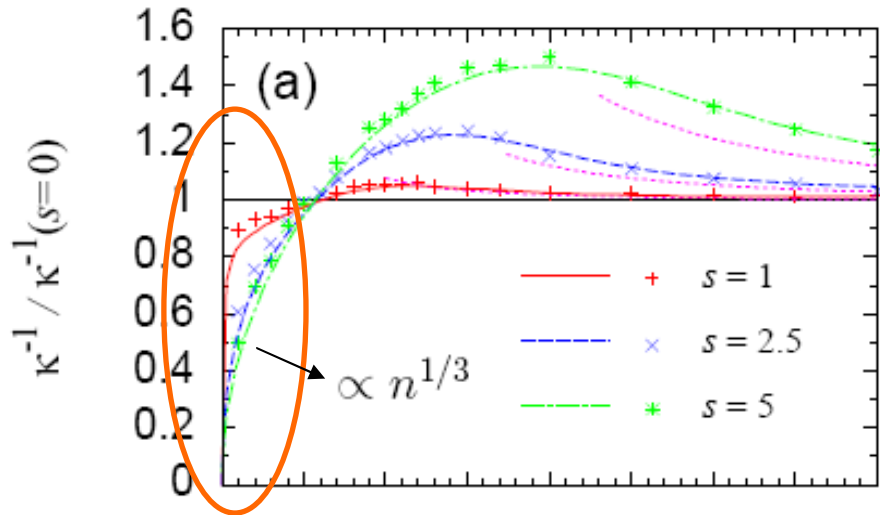 1.6
(a)
1.4
1.2
1
0.8
0.6
0.4
0.2
0
κ⁻¹ / κ⁻¹(s=0)
∝ n^{1/3}
s = 1
s = 2.5
s = 5